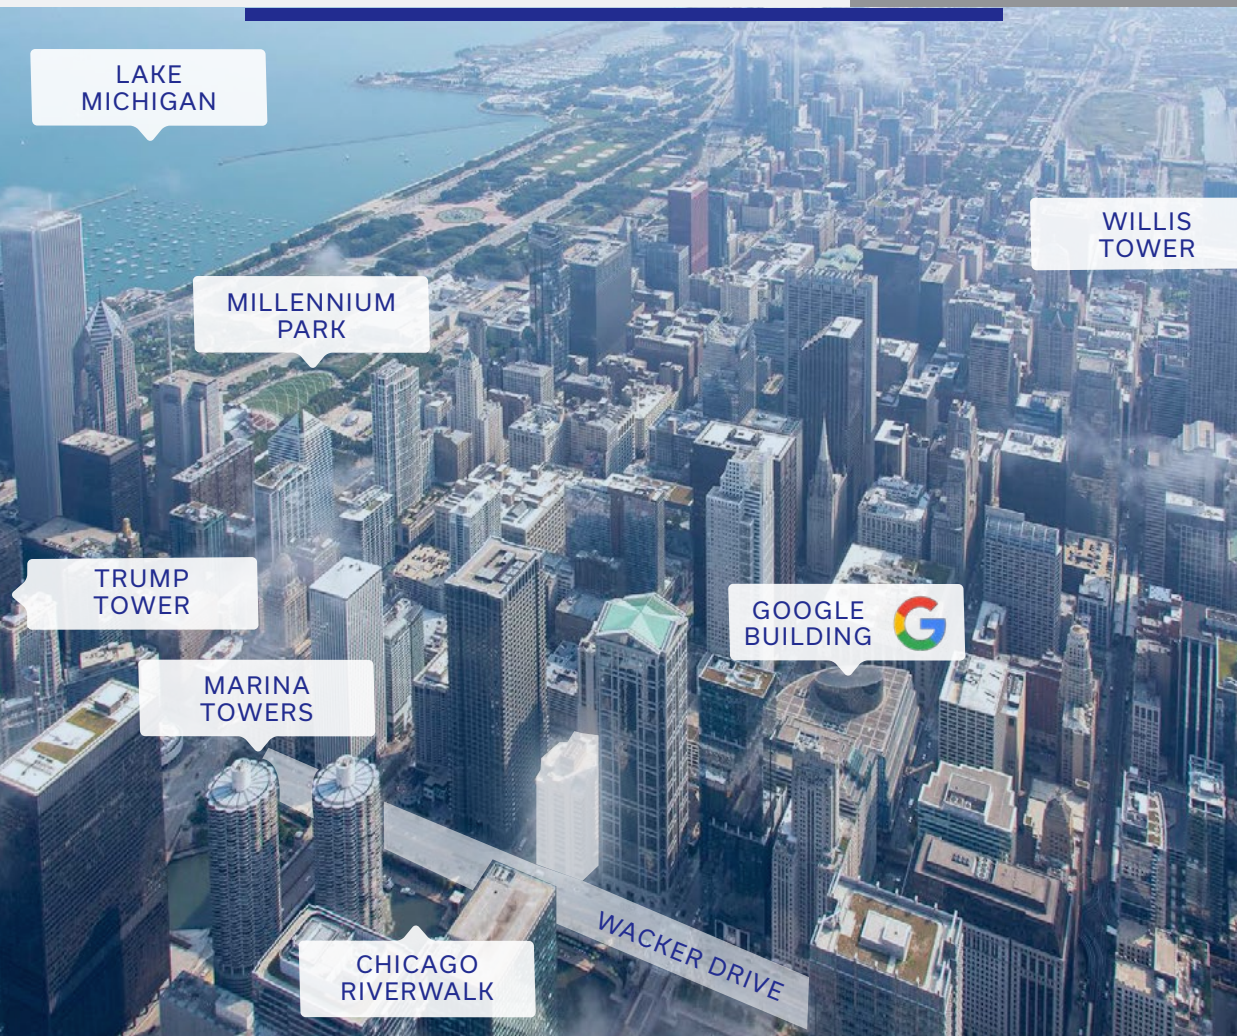 LAKE
MICHIGAN
WILLIS
TOWER
MILLENNIUM
PARK
TRUMP
TOWER
GOOGLE
BUILDING
MARINA
TOWERS
WACKER DRIVE
CHICAGO
RIVERWALK